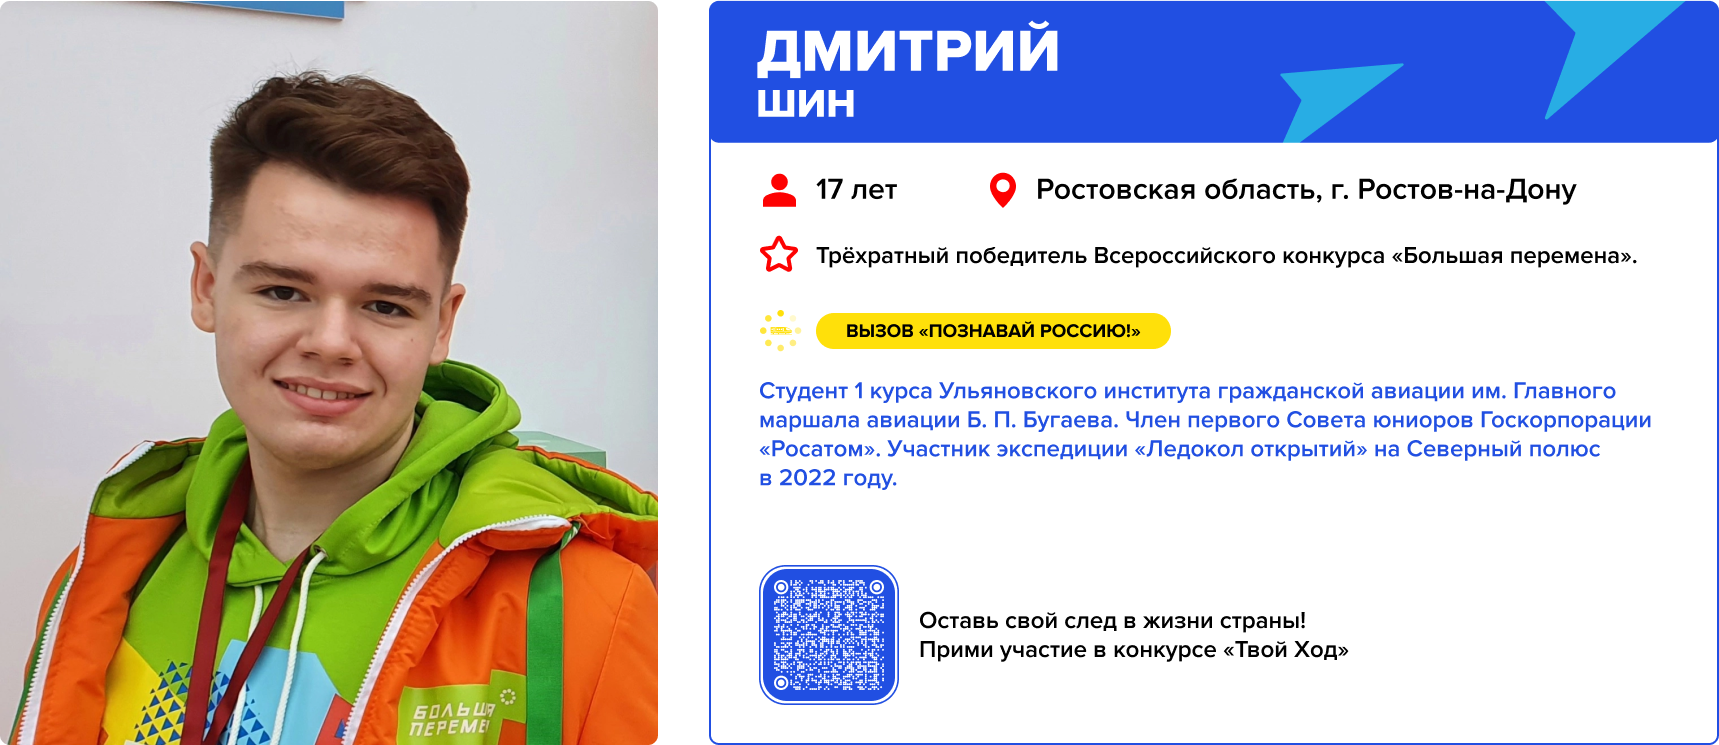 ДМИТРИЙ
ШИН
17 лет
Ростовская область, г. Ростов-на-Дону
Трёхратный победитель Всероссийского конкурса «Большая перемена».
ВЫЗОВ «ПОЗНАВАЙ РОССИЮ!»
Студент 1 курса Ульяновского института гражданской авиации им. Главного
маршала авиации Б. П. Бугаева. Член первого Совета юниоров Госкорпорации
«Росатом». Участник экспедиции «Ледокол открытий» на Северный полюс
в 2022 году.
Оставь свой след в жизни страны!
Прими участие в конкурсе «Твой Ход»
БОЛЬША
ПЕРЕМЕ